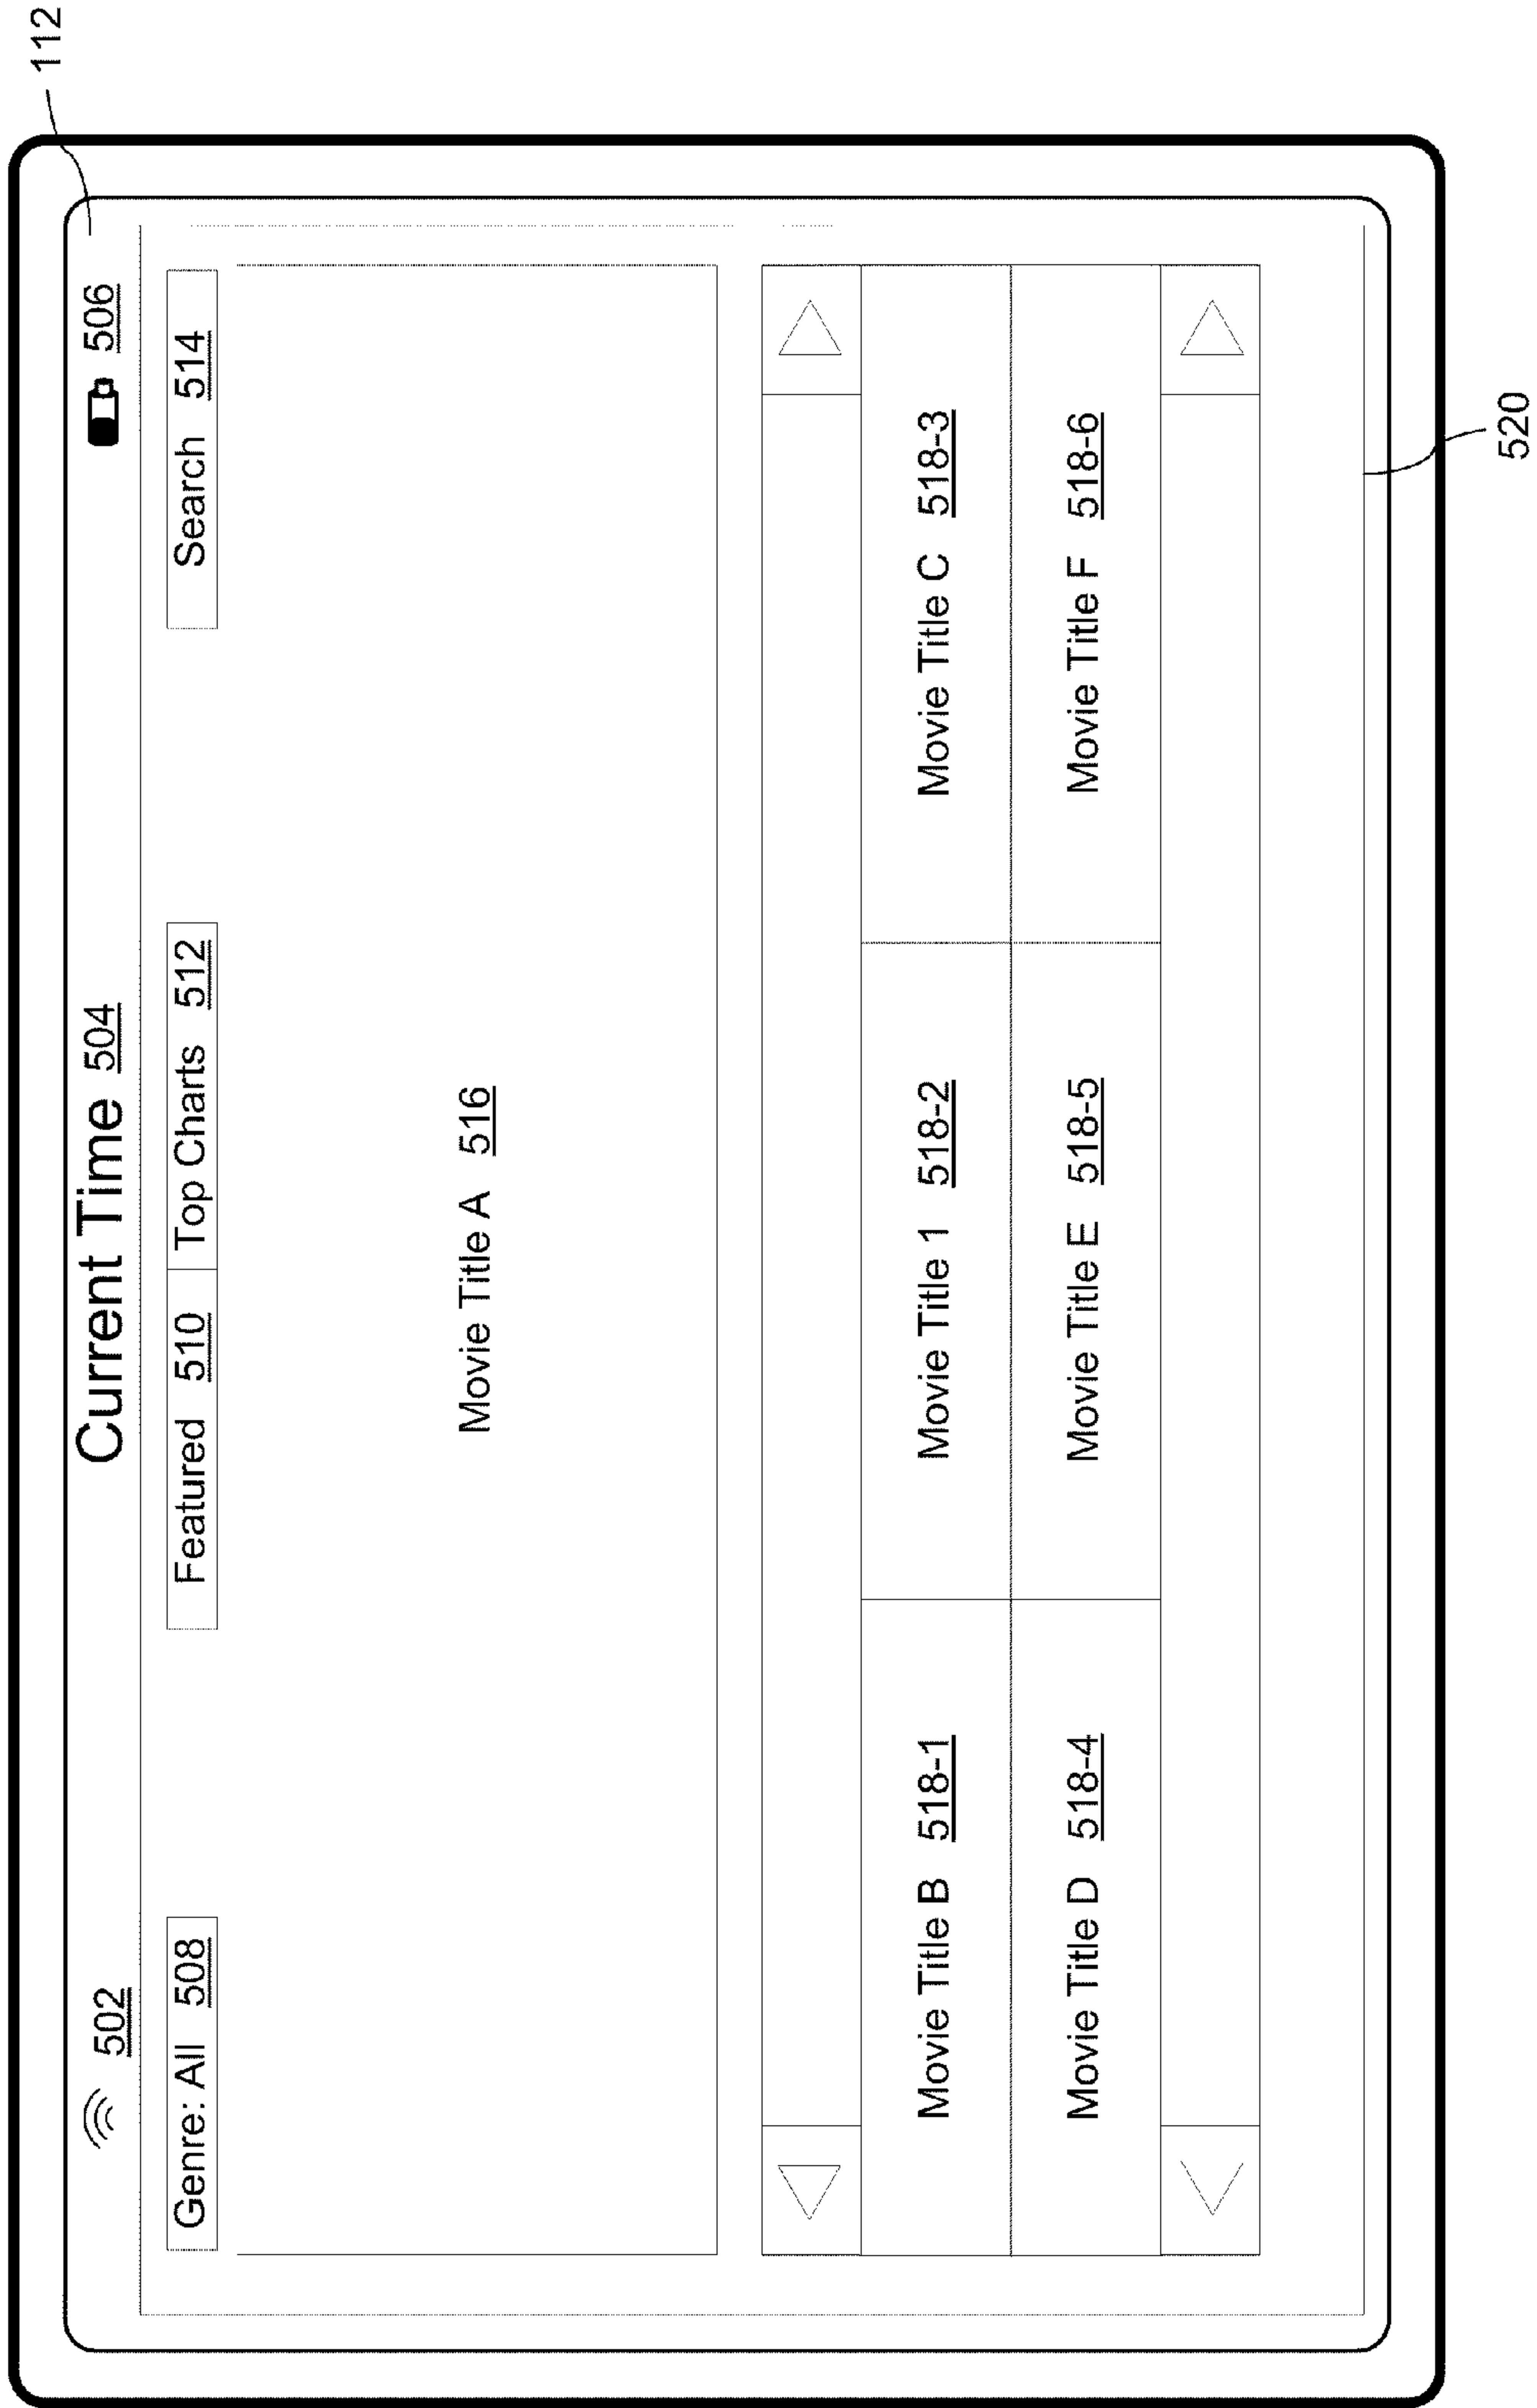 112
502 Current Time 504 506
Genre: All 508 Featured 510 Top Charts 512 Search 514
Movie Title A 516
Movie Title B 518-1 Movie Title 1 518-2 Movie Title C 518-3
Movie Title D 518-4 Movie Title E 518-5 Movie Title F 518-6
520